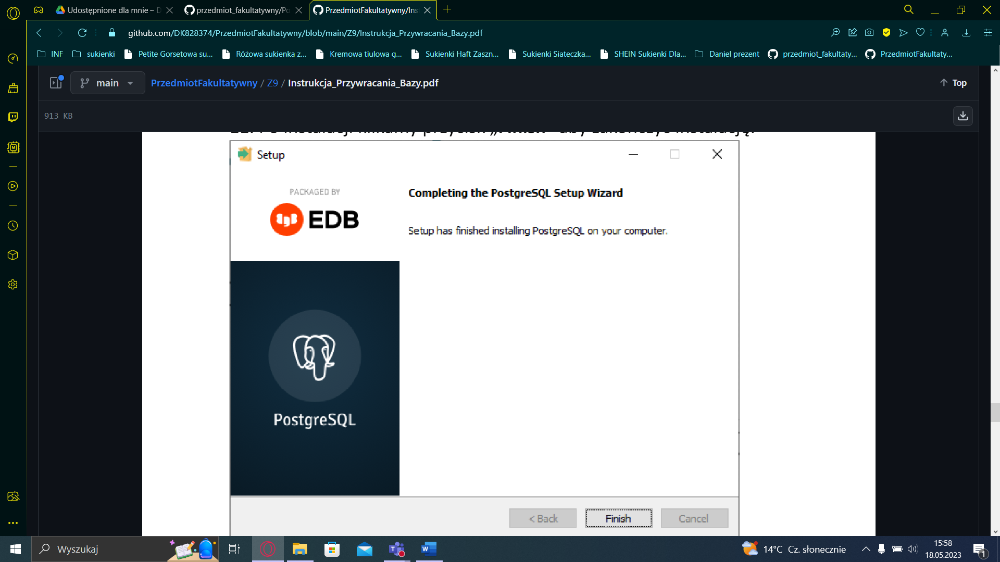 Udostępnione dla mnie – D
przedmiot_fakultatywny/Po
PrzedmiotFakultatywny/Ins
github.com/DK828374/PrzedmiotFakultatywny/blob/main/Z9/Instrukcja_Przywracania_Bazy.pdf
INF
sukienki
Petite Gorsetowa su...
Różowa sukienka z...
Kremowa tiulowa g...
Sukienki Haft Zaszn...
Sukienki Siateczka...
SHEIN Sukienki Dla...
Daniel prezent
przedmiot_fakultaty...
PrzedmiotFakultaty...
main
PrzedmiotFakultatywny / Z9 / Instrukcja_Przywracania_Bazy.pdf
Top
913 KB
Setup
PACKAGED BY
EDB
Completing the PostgreSQL Setup Wizard
Setup has finished installing PostgreSQL on your computer.
PostgreSQL
< Back
Finish
Cancel
Wyszukaj
14°C Cz. słonecznie
15:58
18.05.2023
1